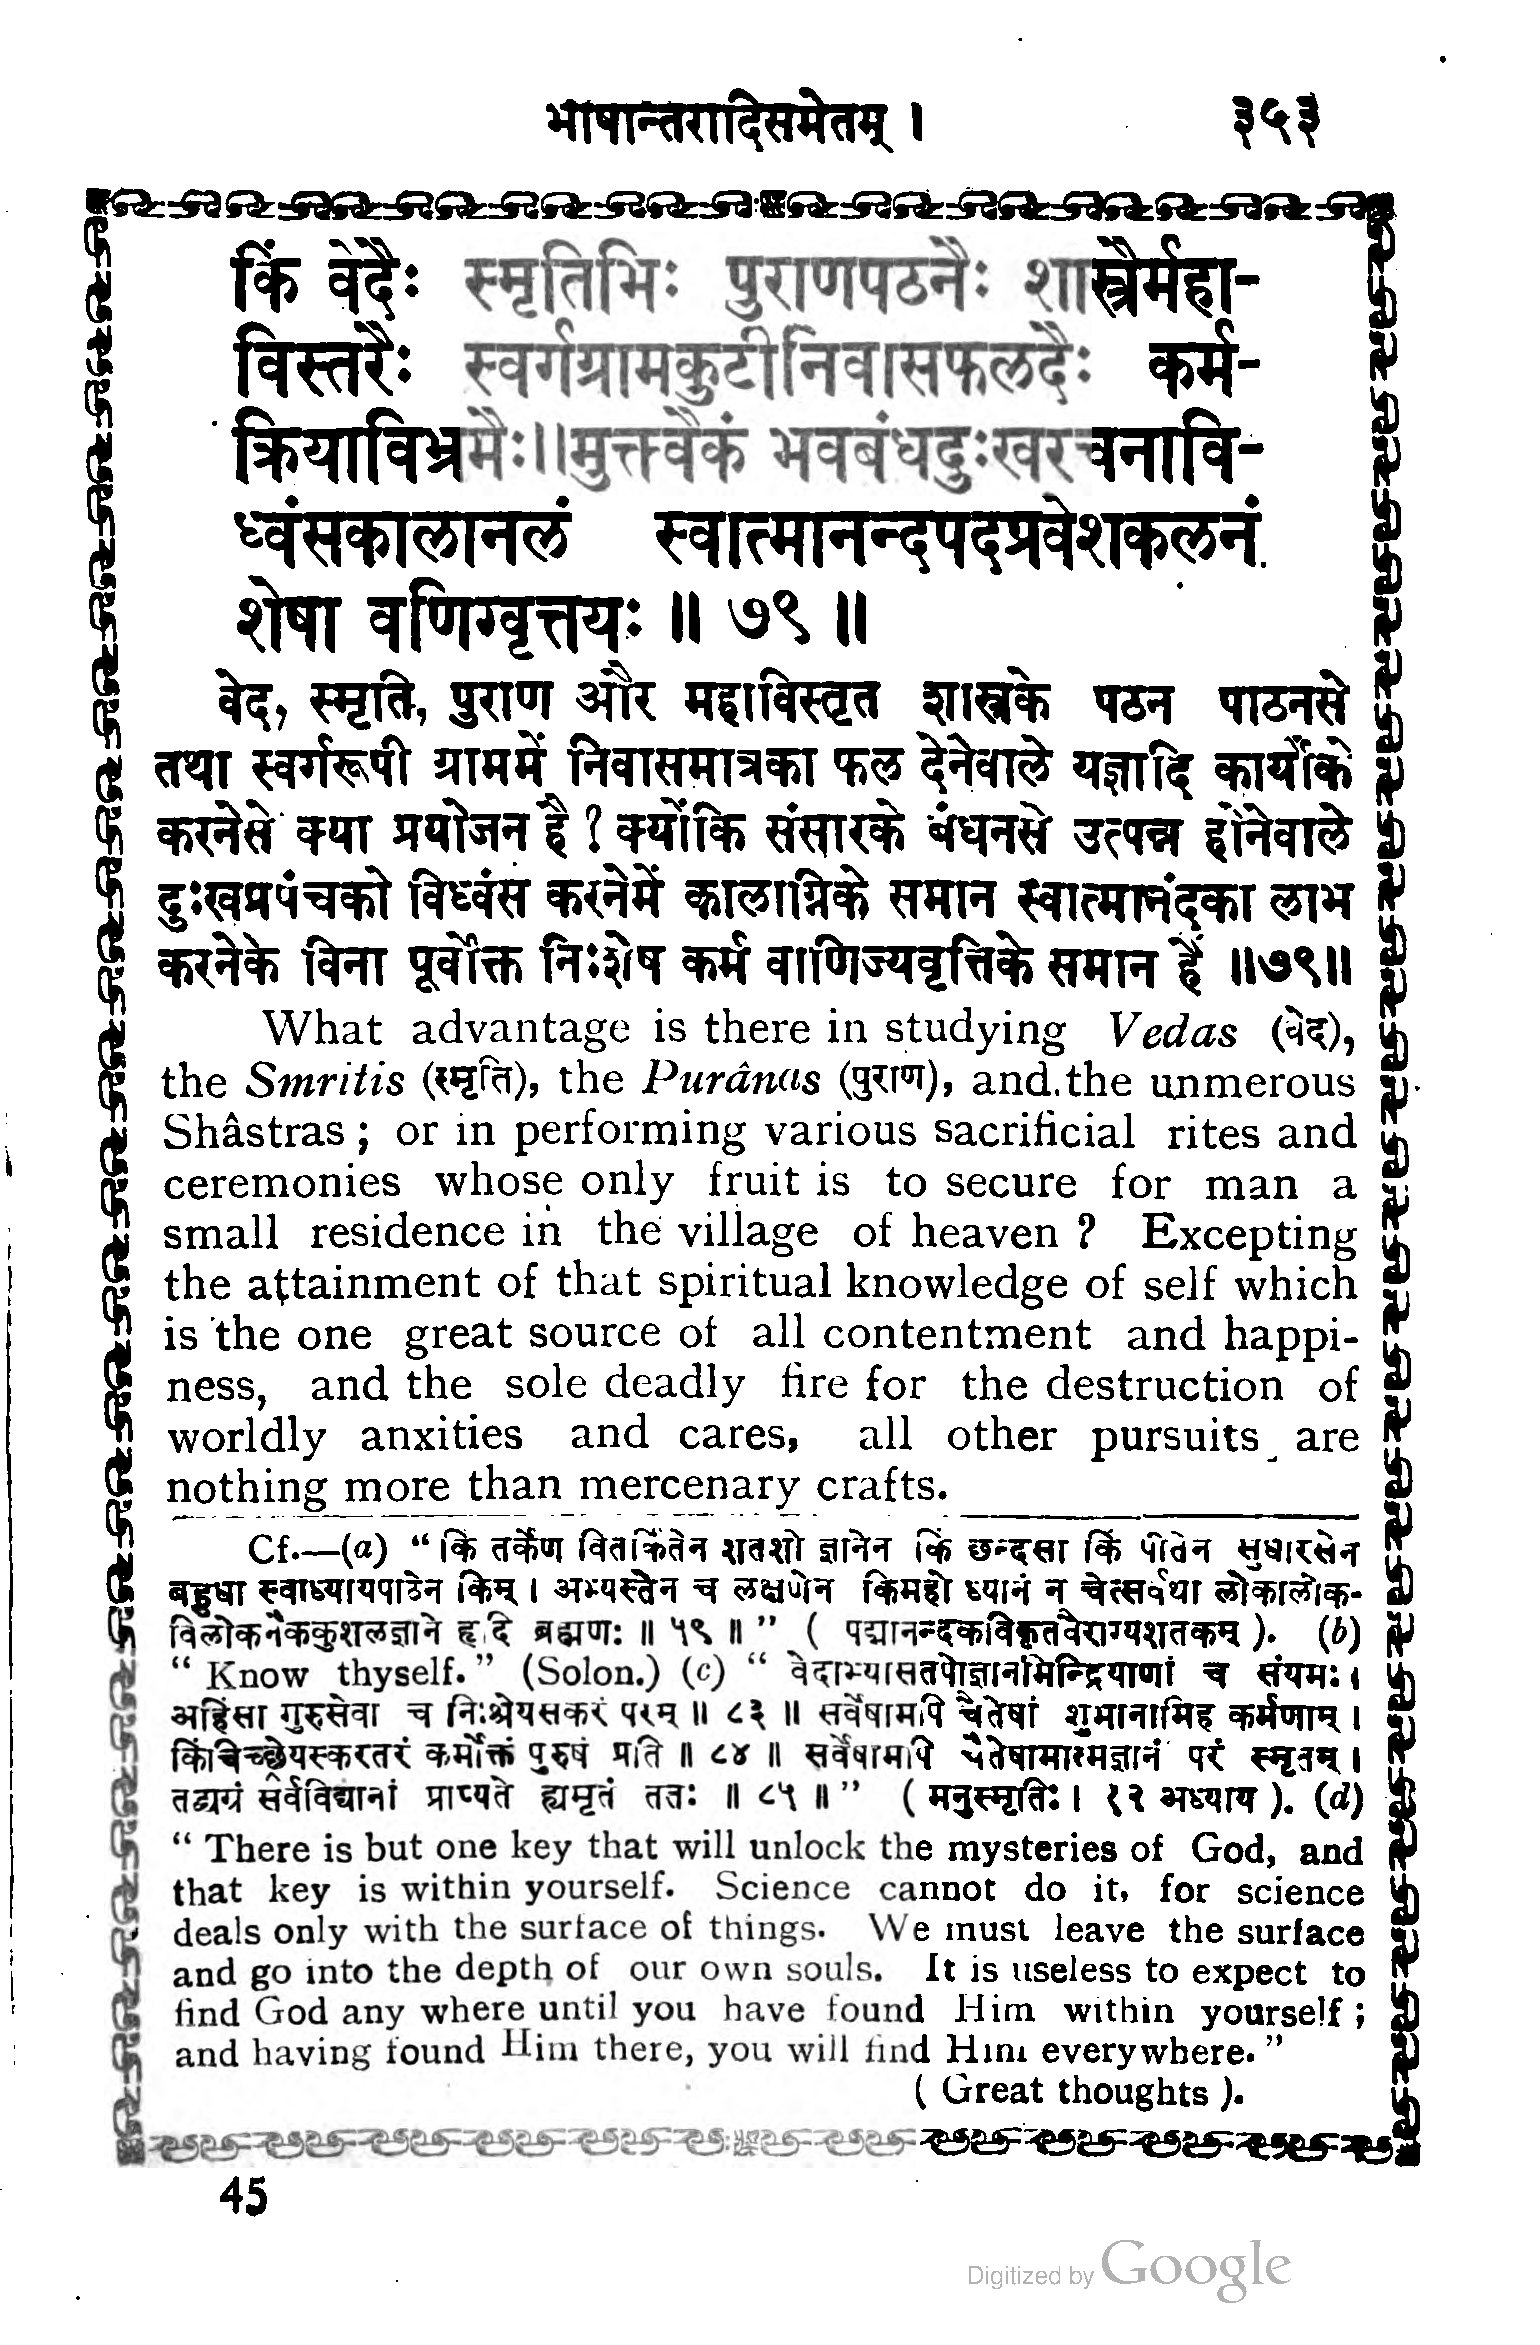 भाषान्तरादिसमेतम् । ३५३
किं वेदैः स्मृतिभिः पुराणपठनैः शास्त्रैर्महा-
विस्तरैः स्वर्गग्रामकुटीनिवासफलदैः कर्म-
क्रियाविभ्रमैः॥मुक्त्वैकं भवबंधदुःखरचनावि-
ध्वंसकालानलं स्वात्मानन्दपदप्रवेशकलनं
शेषा वणिग्वृत्तयः ॥ ७९ ॥
वेद, स्मृति, पुराण और महाविस्तृत शास्त्रके पठन पाठनसे
तथा स्वर्गरूपी ग्राममें निवासमात्रका फल देनेवाले यज्ञादि कार्योंके
करनेसे क्या प्रयोजन है ? क्योंकि संसारके बंधनसे उत्पन्न होनेवाले
दुःखप्रपंचको विध्वंस करनेमें कालाग्निके समान स्वात्मानंदका लाभ
करनेके विना पूर्वोक्त निःशेष कर्म वाणिज्यवृत्तिके समान हैं ॥७९॥
What advantage is there in studying Vedas (वेद),
the Smritis (स्मृति), the Purânas (पुराण), and the unmerous
Shâstras ; or in performing various sacrificial rites and
ceremonies whose only fruit is to secure for man a
small residence in the village of heaven ? Excepting
the attainment of that spiritual knowledge of self which
is the one great source of all contentment and happi-
ness, and the sole deadly fire for the destruction of
worldly anxities and cares, all other pursuits are
nothing more than mercenary crafts.
Cf.—(a) “ किं तर्केण वितर्कितेन शतशो ज्ञानेन किं छन्दसा किं पीतेन सुधारसेन
बहुधा स्वाध्यायपाठेन किम् । अभ्यस्तेन च लक्षणेन किमहो ध्यानं न चेत्सर्वथा लोकालोक-
विलोकनैककुशलज्ञाने हृदि ब्रह्मणः ॥ ५९ ॥ ” ( पद्मानन्दकविकृतवैराग्यशतकम् ). (b)
“ Know thyself. ” (Solon.) (c) “ वेदाभ्यासतपोज्ञानमिन्द्रियाणां च संयमः ।
अहिंसा गुरुसेवा च निःश्रेयसकरं परम् ॥ ८३ ॥ सर्वेषामपि चैतेषां शुभानामिह कर्मणाम् ।
किंचिच्छ्रेयस्करतरं कर्मोक्तं पुरुषं प्रति ॥ ८४ ॥ सर्वेषामपि चैतेषामात्मज्ञानं परं स्मृतम् ।
तद्ध्यग्रं सर्वविद्यानां प्राप्यते ह्यमृतं ततः ॥ ८५ ॥ ” ( मनुस्मृतिः । १२ अध्याय ). (d)
“ There is but one key that will unlock the mysteries of God, and
that key is within yourself. Science cannot do it, for science
deals only with the surface of things. We must leave the surface
and go into the depth of our own souls. It is useless to expect to
find God any where until you have found Him within yourself ;
and having found Him there, you will find Him everywhere. ”
( Great thoughts ).
45
Digitized by Google